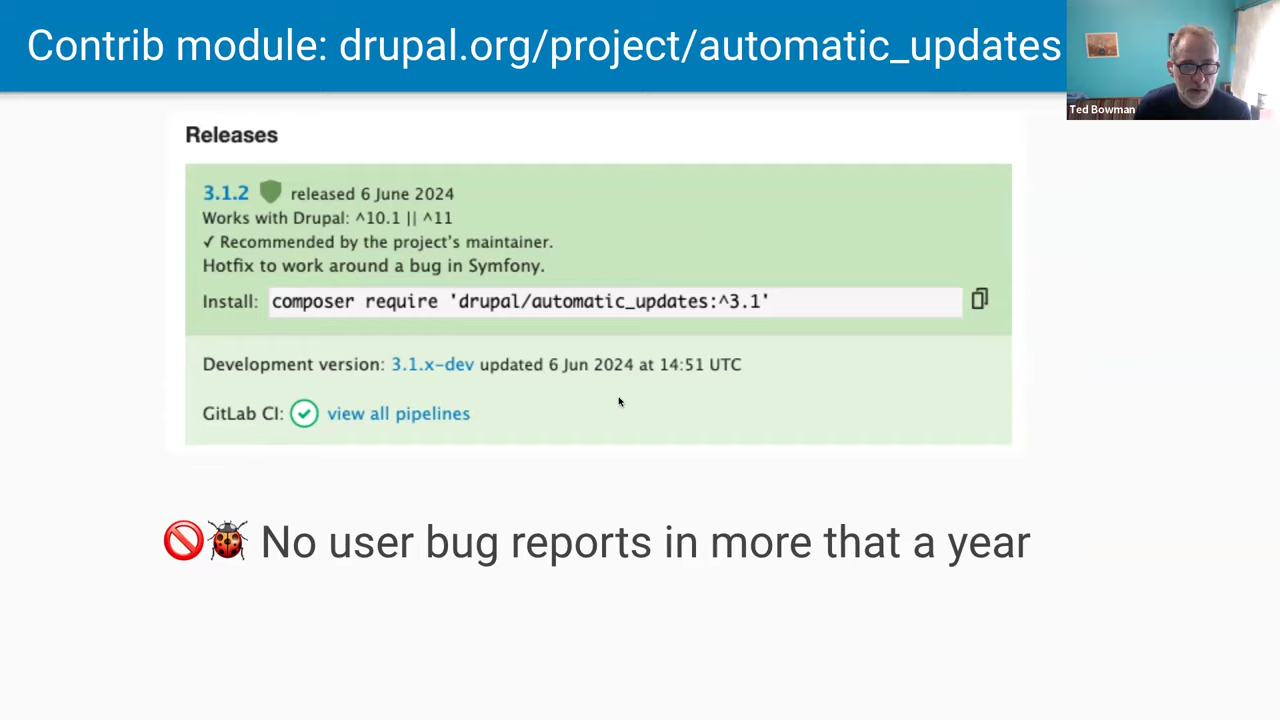 Contrib module: drupal.org/project/automatic_updates
Ted Bowman
Releases
3.1.2 released 6 June 2024
Works with Drupal: ^10.1 || ^11
✓ Recommended by the project's maintainer.
Hotfix to work around a bug in Symfony.
Install: composer require 'drupal/automatic_updates:^3.1'
Development version: 3.1.x-dev updated 6 Jun 2024 at 14:51 UTC
GitLab CI: view all pipelines
🚫🐞 No user bug reports in more that a year